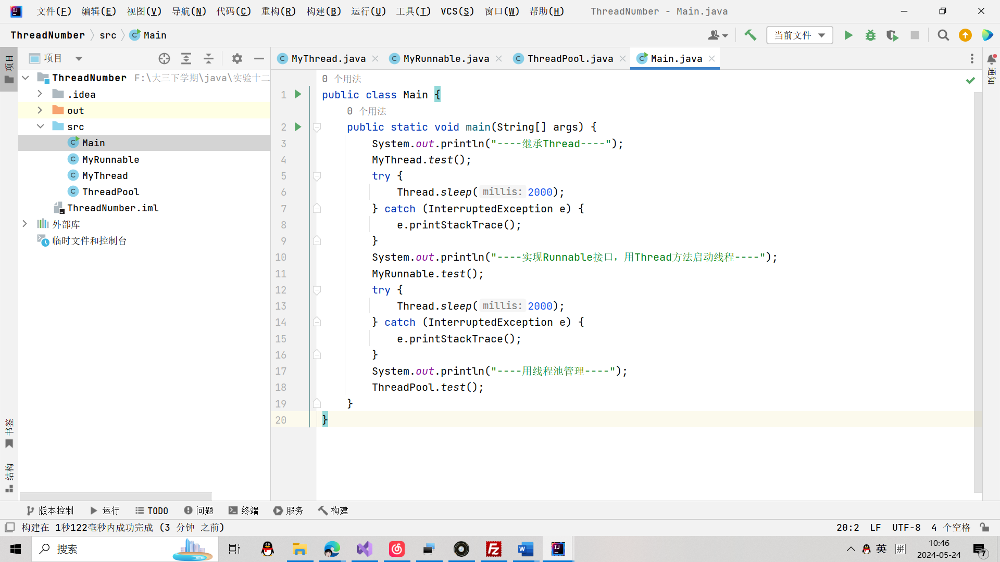 文件(F) 编辑(E) 视图(V) 导航(N) 代码(C) 重构(R) 构建(B) 运行(U) 工具(T) VCS(S) 窗口(W) 帮助(H) ThreadNumber - Main.java
ThreadNumber src Main 当前文件
项目
MyThread.java MyRunnable.java ThreadPool.java Main.java
项目
通知
ThreadNumber F:\大三下学期\java\实验十二
.idea
out
src
Main
MyRunnable
MyThread
ThreadPool
ThreadNumber.iml
外部库
临时文件和控制台
0 个用法
1 public class Main {
0 个用法
2 public static void main(String[] args) {
3 System.out.println("----继承Thread----");
4 MyThread.test();
5 try {
6 Thread.sleep( millis: 2000);
7 } catch (InterruptedException e) {
8 e.printStackTrace();
9 }
10 System.out.println("----实现Runnable接口，用Thread方法启动线程----");
11 MyRunnable.test();
12 try {
13 Thread.sleep( millis: 2000);
14 } catch (InterruptedException e) {
15 e.printStackTrace();
16 }
17 System.out.println("----用线程池管理----");
18 ThreadPool.test();
19 }
20 }
书签
结构
版本控制 运行 TODO 问题 终端 服务 构建
构建在 1秒122毫秒内成功完成 (3 分钟 之前) 20:2 LF UTF-8 4 个空格
搜索 英 拼 10:46
2024-05-24 7